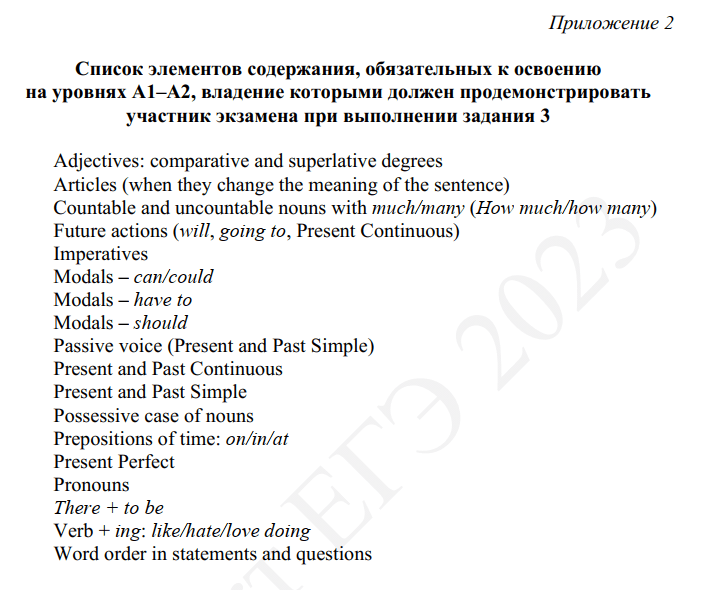 Приложение 2
Список элементов содержания, обязательных к освоению
на уровнях А1–А2, владение которыми должен продемонстрировать
участник экзамена при выполнении задания 3
Adjectives: comparative and superlative degrees
Articles (when they change the meaning of the sentence)
Countable and uncountable nouns with much/many (How much/how many)
Future actions (will, going to, Present Continuous)
Imperatives
Modals – can/could
Modals – have to
Modals – should
Passive voice (Present and Past Simple)
Present and Past Continuous
Present and Past Simple
Possessive case of nouns
Prepositions of time: on/in/at
Present Perfect
Pronouns
There + to be
Verb + ing: like/hate/love doing
Word order in statements and questions
ЕГЭ 2023